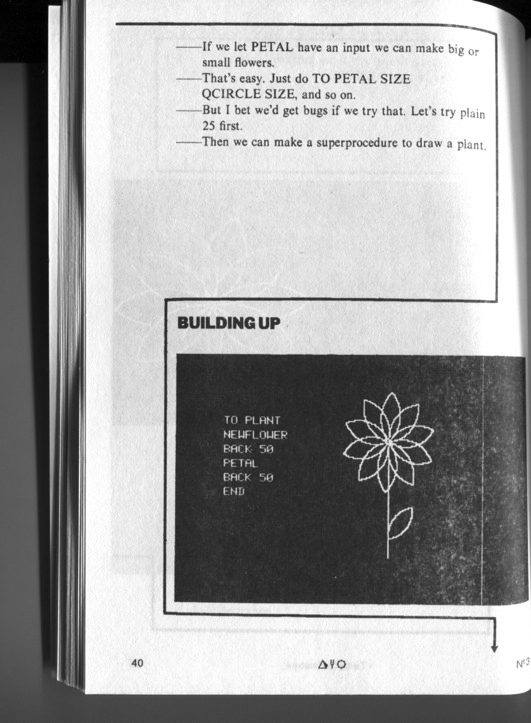 ——If we let PETAL have an input we can make big or
small flowers.
——That's easy. Just do TO PETAL SIZE
QCIRCLE SIZE, and so on.
——But I bet we'd get bugs if we try that. Let's try plain
25 first.
——Then we can make a superprocedure to draw a plant.
BUILDING UP
TO PLANT
NEWFLOWER
BACK 50
PETAL
BACK 50
END
40